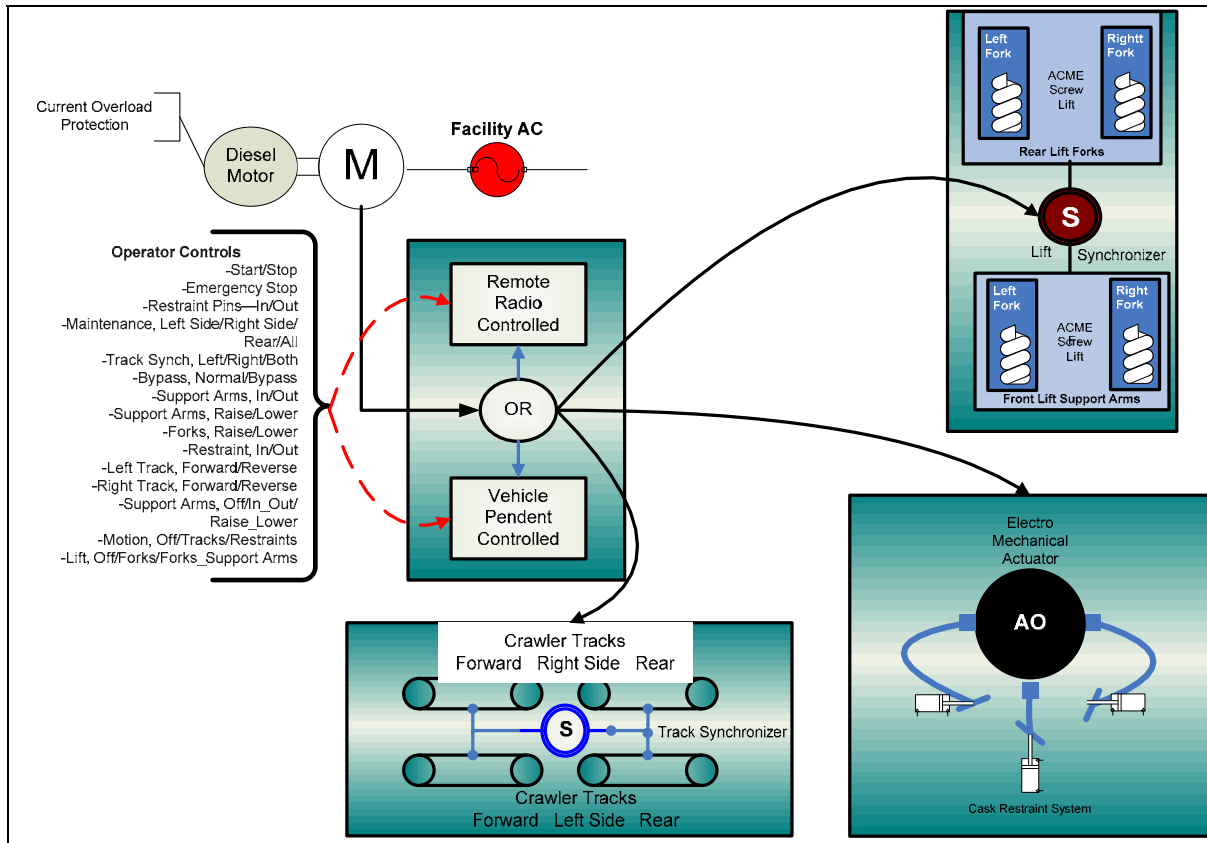 Current Overload
Protection
Diesel
Motor
M
Facility AC
Operator Controls
-Start/Stop
-Emergency Stop
-Restraint Pins—In/Out
-Maintenance, Left Side/Right Side/
Rear/All
-Track Synch, Left/Right/Both
-Bypass, Normal/Bypass
-Support Arms, In/Out
-Support Arms, Raise/Lower
-Forks, Raise/Lower
-Restraint, In/Out
-Left Track, Forward/Reverse
-Right Track, Forward/Reverse
-Support Arms, Off/In_Out/
Raise_Lower
-Motion, Off/Tracks/Restraints
-Lift, Off/Forks/Forks_Support Arms
Remote
Radio
Controlled
OR
Vehicle
Pendent
Controlled
Left
Fork
Rightt
Fork
ACME
Screw
Lift
Rear Lift Forks
S
Lift Synchronizer
Left
Fork
Right
Fork
ACME
Screw
Lift
Front Lift Support Arms
Electro
Mechanical
Actuator
AO
Cask Restraint System
Crawler Tracks
Forward Right Side Rear
S
Track Synchronizer
Crawler Tracks
Forward Left Side Rear